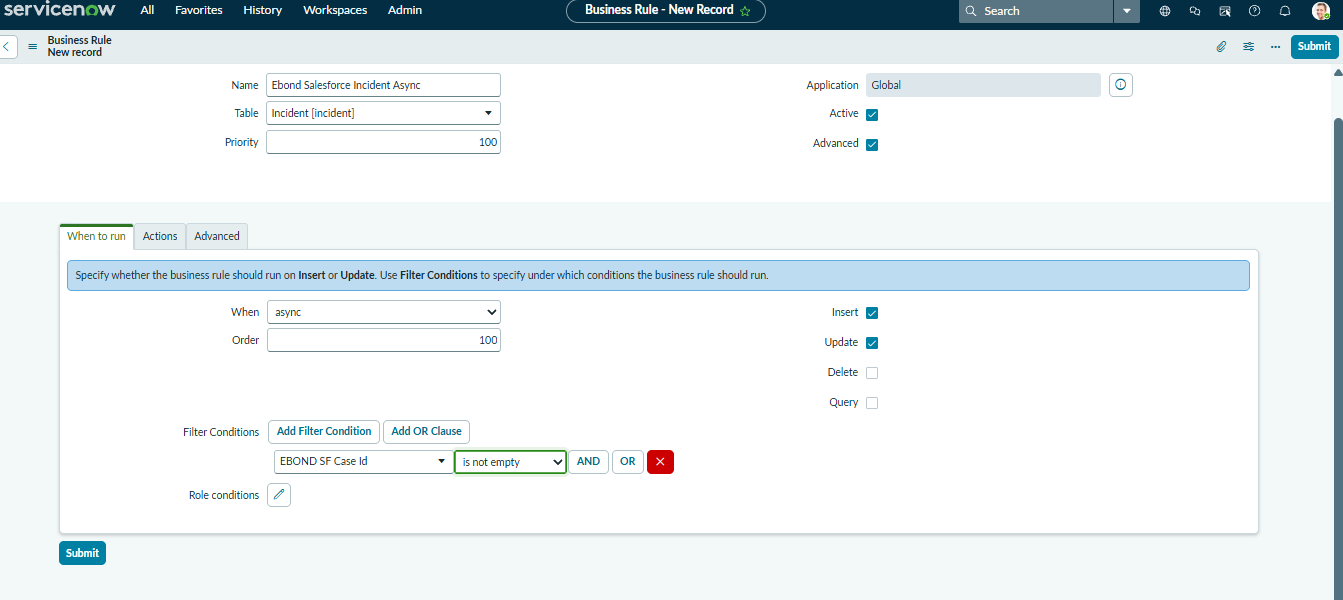 servicenow All Favorites History Workspaces Admin Business Rule - New Record Search
Business Rule
New record
Submit
Name Ebond Salesforce Incident Async Application Global
Table Incident [incident] Active
Priority 100 Advanced
When to run Actions Advanced
Specify whether the business rule should run on Insert or Update. Use Filter Conditions to specify under which conditions the business rule should run.
When async Insert
Order 100 Update
Delete
Query
Filter Conditions Add Filter Condition Add OR Clause
EBOND SF Case Id is not empty AND OR
Role conditions
Submit